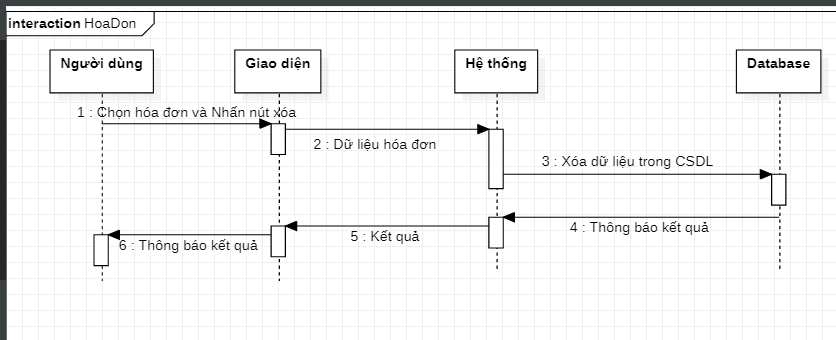 interaction HoaDon
Người dùng
Giao diện
Hệ thống
Database
1 : Chọn hóa đơn và Nhấn nút xóa
2 : Dữ liệu hóa đơn
3 : Xóa dữ liệu trong CSDL
4 : Thông báo kết quả
5 : Kết quả
6 : Thông báo kết quả